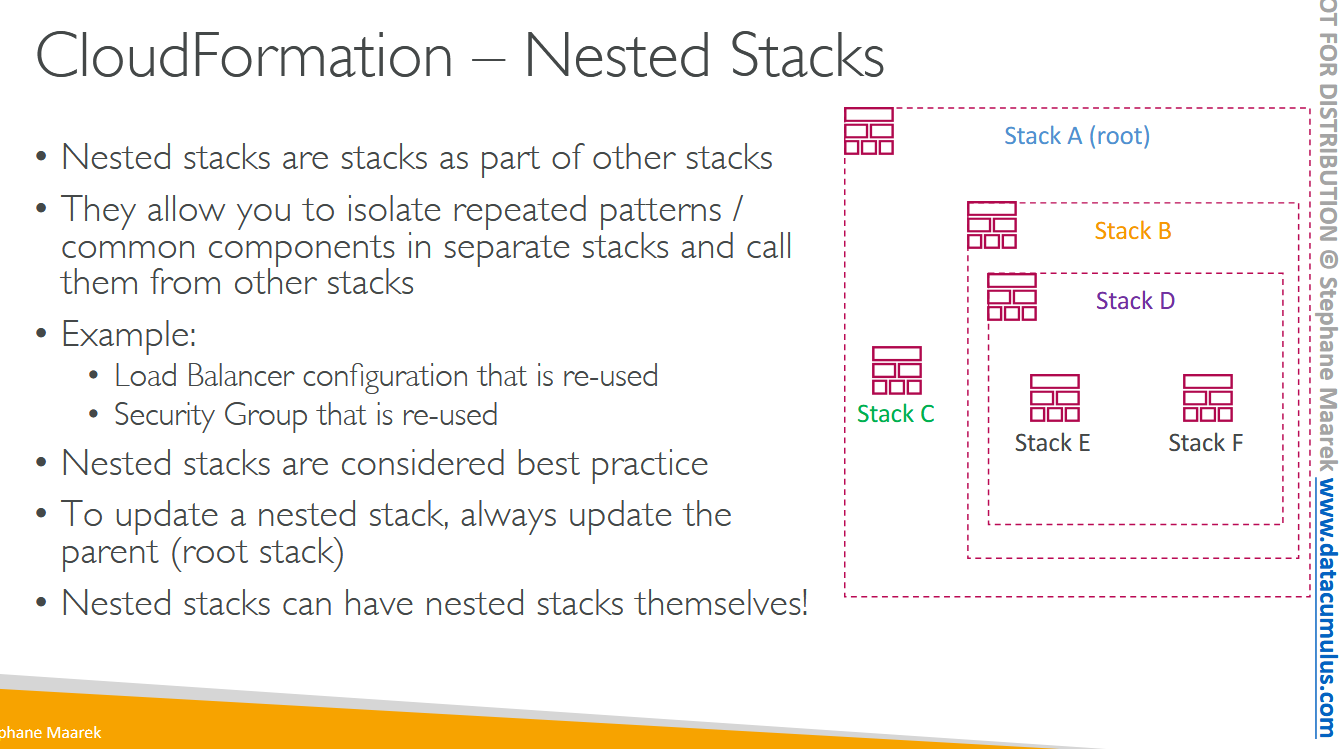 CloudFormation – Nested Stacks
• Nested stacks are stacks as part of other stacks
• They allow you to isolate repeated patterns /
common components in separate stacks and call
them from other stacks
• Example:
• Load Balancer configuration that is re-used
• Security Group that is re-used
• Nested stacks are considered best practice
• To update a nested stack, always update the
parent (root stack)
• Nested stacks can have nested stacks themselves!
Stack A (root)
Stack B
Stack D
Stack C
Stack E
Stack F
OT FOR DISTRIBUTION © Stephane Maarek www.datacumulus.com
phane Maarek